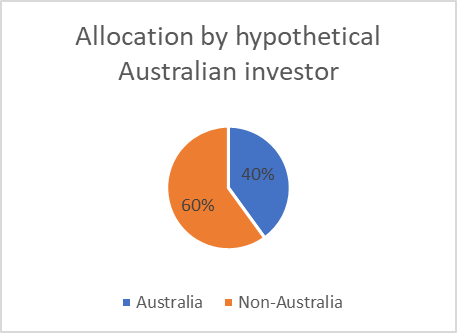 Allocation by hypothetical
Australian investor
40%
60%
Australia
Non-Australia